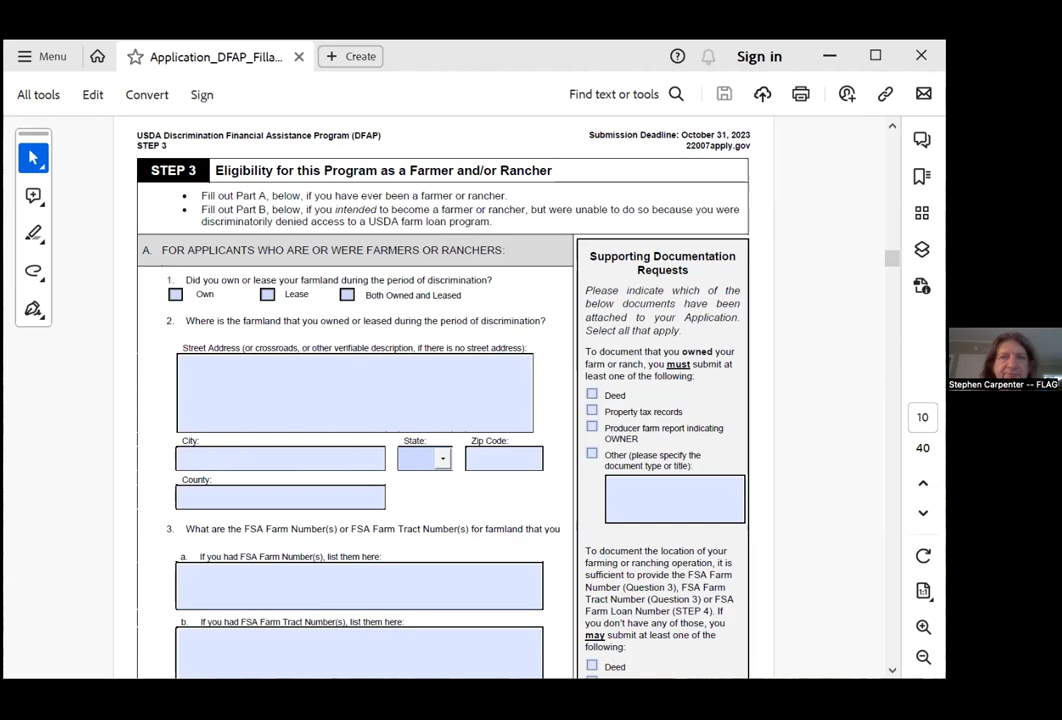 Menu
Application_DFAP_Filla...
Create
Sign in
All tools
Edit
Convert
Sign
Find text or tools
USDA Discrimination Financial Assistance Program (DFAP)
STEP 3
Submission Deadline: October 31, 2023
22007apply.gov
STEP 3
Eligibility for this Program as a Farmer and/or Rancher
• Fill out Part A, below, if you have ever been a farmer or rancher.
• Fill out Part B, below, if you intended to become a farmer or rancher, but were unable to do so because you were
discriminatorily denied access to a USDA farm loan program.
A. FOR APPLICANTS WHO ARE OR WERE FARMERS OR RANCHERS:
1. Did you own or lease your farmland during the period of discrimination?
Own
Lease
Both Owned and Leased
2. Where is the farmland that you owned or leased during the period of discrimination?
Street Address (or crossroads, or other verifiable description, if there is no street address):
City:
State:
Zip Code:
County:
3. What are the FSA Farm Number(s) or FSA Farm Tract Number(s) for farmland that you
a. If you had FSA Farm Number(s), list them here:
b. If you had FSA Farm Tract Number(s), list them here:
Supporting Documentation
Requests
Please indicate which of the
below documents have been
attached to your Application.
Select all that apply.
To document that you owned your
farm or ranch, you must submit at
least one of the following:
Deed
Property tax records
Producer farm report indicating
OWNER
Other (please specify the
document type or title):
To document the location of your
farming or ranching operation, it is
sufficient to provide the FSA Farm
Number (Question 3), FSA Farm
Tract Number (Question 3) or FSA
Farm Loan Number (STEP 4). If
you don't have any of those, you
may submit at least one of the
following:
Deed
10
40
1:1
Stephen Carpenter -- FLAG